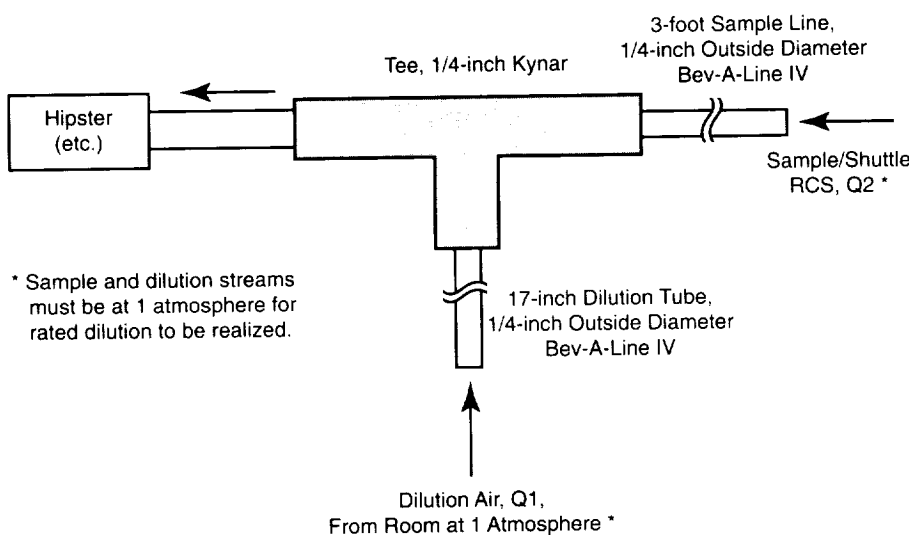 3-foot Sample Line,
1/4-inch Outside Diameter
Bev-A-Line IV
Tee, 1/4-inch Kynar
Hipster
(etc.)
Sample/Shuttle
RCS, Q2 *
* Sample and dilution streams
must be at 1 atmosphere for
rated dilution to be realized.
17-inch Dilution Tube,
1/4-inch Outside Diameter
Bev-A-Line IV
Dilution Air, Q1,
From Room at 1 Atmosphere *